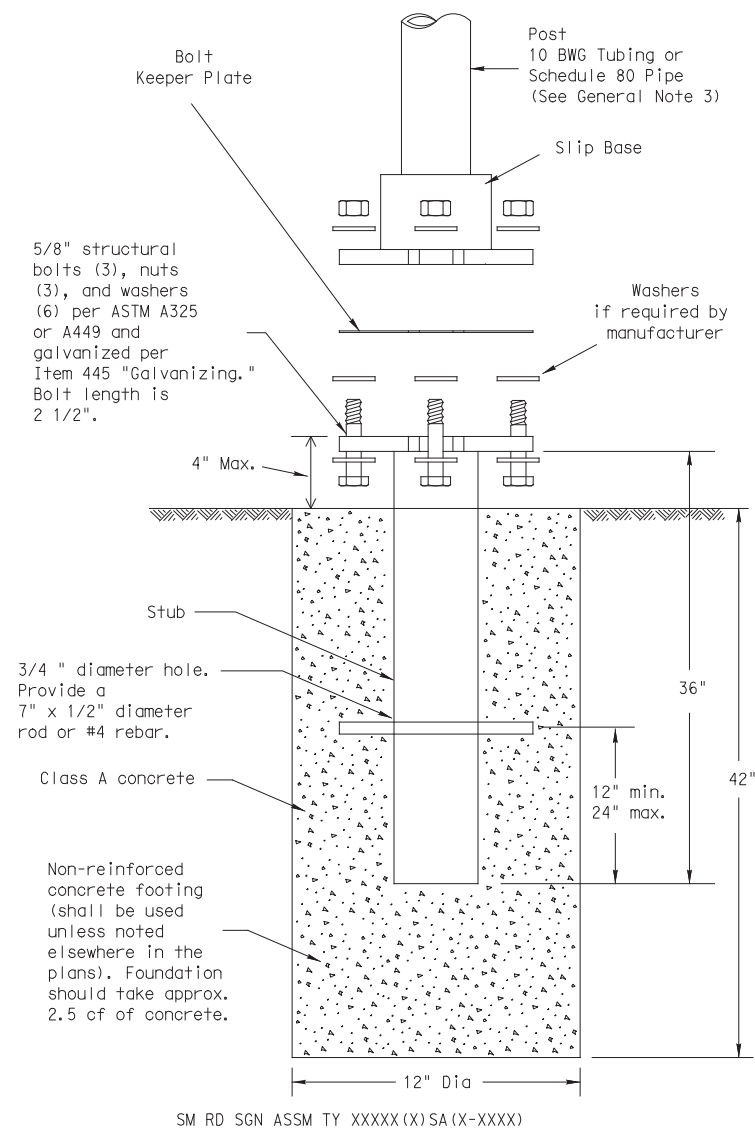 Post
10 BWG Tubing or
Schedule 80 Pipe
(See General Note 3)
Bolt
Keeper Plate
Slip Base
5/8" structural
bolts (3), nuts
(3), and washers
(6) per ASTM A325
or A449 and
galvanized per
Item 445 "Galvanizing."
Bolt length is
2 1/2".
Washers
if required by
manufacturer
4" Max.
Stub
3/4 " diameter hole.
Provide a
7" x 1/2" diameter
rod or #4 rebar.
36"
Class A concrete
12" min.
24" max.
42"
Non-reinforced
concrete footing
(shall be used
unless noted
elsewhere in the
plans). Foundation
should take approx.
2.5 cf of concrete.
12" Dia
SM RD SGN ASSM TY XXXXX(X)SA(X-XXXX)